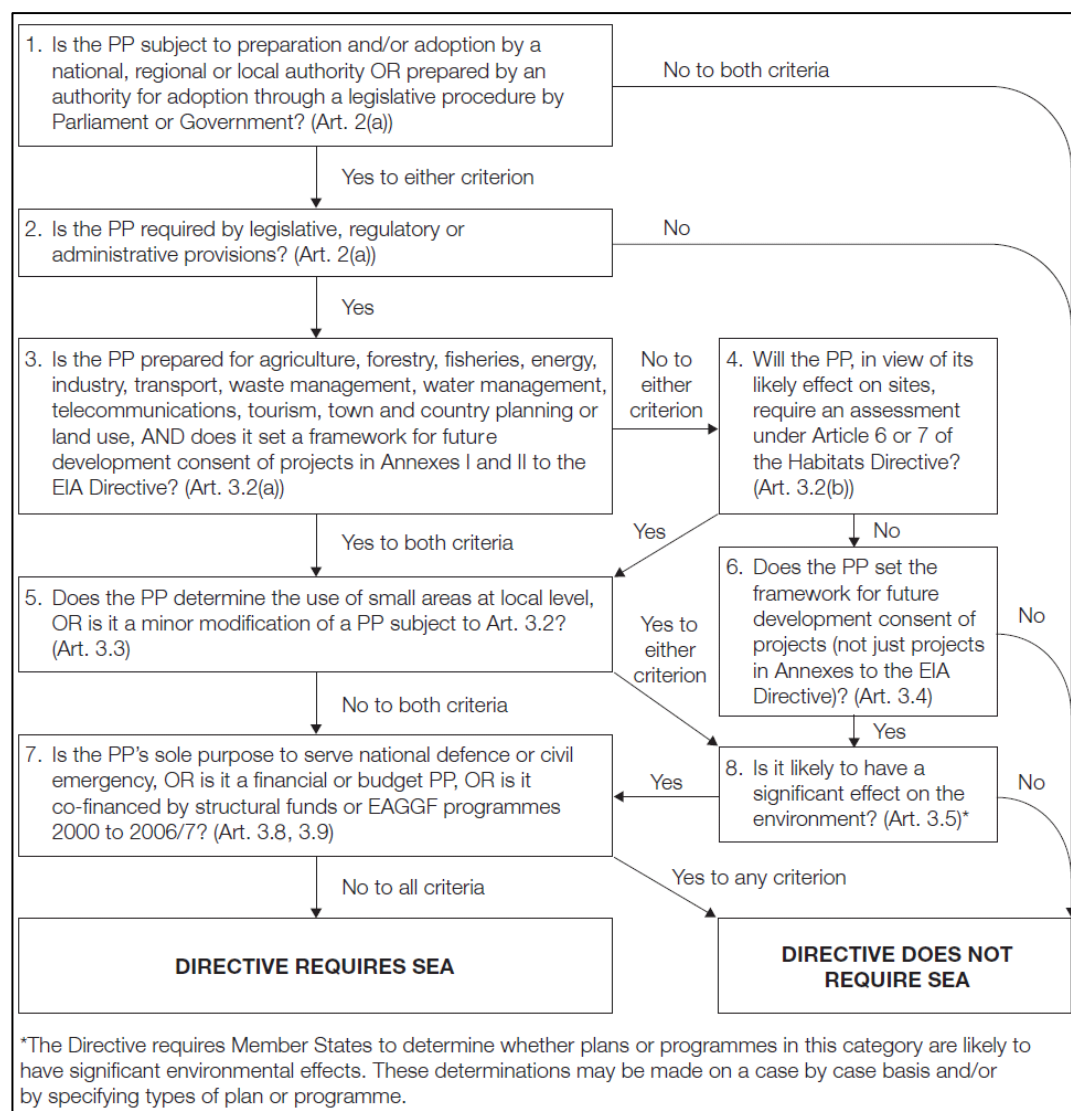 1. Is the PP subject to preparation and/or adoption by a
national, regional or local authority OR prepared by an
authority for adoption through a legislative procedure by
Parliament or Government? (Art. 2(a))
No to both criteria
Yes to either criterion
2. Is the PP required by legislative, regulatory or
administrative provisions? (Art. 2(a))
No
Yes
3. Is the PP prepared for agriculture, forestry, fisheries, energy,
industry, transport, waste management, water management,
telecommunications, tourism, town and country planning or
land use, AND does it set a framework for future
development consent of projects in Annexes I and II to the
EIA Directive? (Art. 3.2(a))
No to
either
criterion
4. Will the PP, in view of its
likely effect on sites,
require an assessment
under Article 6 or 7 of
the Habitats Directive?
(Art. 3.2(b))
Yes to both criteria
Yes
No
5. Does the PP determine the use of small areas at local level,
OR is it a minor modification of a PP subject to Art. 3.2?
(Art. 3.3)
Yes to
either
criterion
6. Does the PP set the
framework for future
development consent of
projects (not just projects
in Annexes to the EIA
Directive)? (Art. 3.4)
No
No to both criteria
Yes
7. Is the PP's sole purpose to serve national defence or civil
emergency, OR is it a financial or budget PP, OR is it
co-financed by structural funds or EAGGF programmes
2000 to 2006/7? (Art. 3.8, 3.9)
Yes
8. Is it likely to have a
significant effect on the
environment? (Art. 3.5)*
No
No to all criteria
Yes to any criterion
DIRECTIVE REQUIRES SEA
DIRECTIVE DOES NOT
REQUIRE SEA
*The Directive requires Member States to determine whether plans or programmes in this category are likely to
have significant environmental effects. These determinations may be made on a case by case basis and/or
by specifying types of plan or programme.